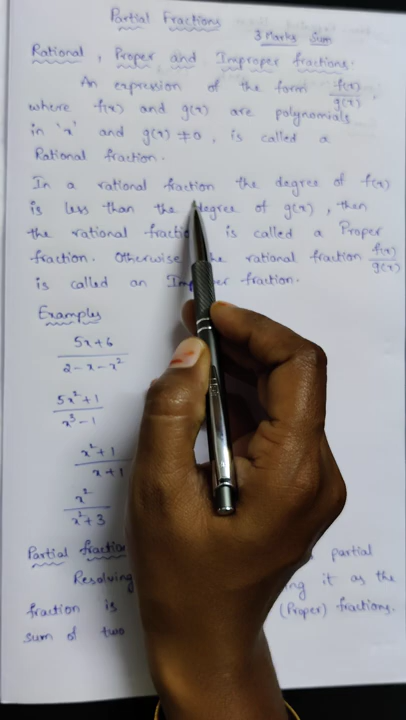 Partial Fractions
3 Marks Sum
Rational, Proper and Improper fractions:
An expression of the form f(x)/g(x),
where f(x) and g(x) are polynomials
in 'x' and g(x) ≠ 0, is called a
Rational fraction.
In a rational fraction the degree of f(x)
is less than the degree of g(x), then
the rational is called a Proper
fraction. Otherwise rational fraction f(x)/g(x)
is called an fraction.
Examples
5x+6 / 2-x-x²
5x²+1 / x³-1
x²+1 / x+1
x² / x²+3
Partial partial
Resolving it as the
fraction is (Proper) fractions.
sum of two